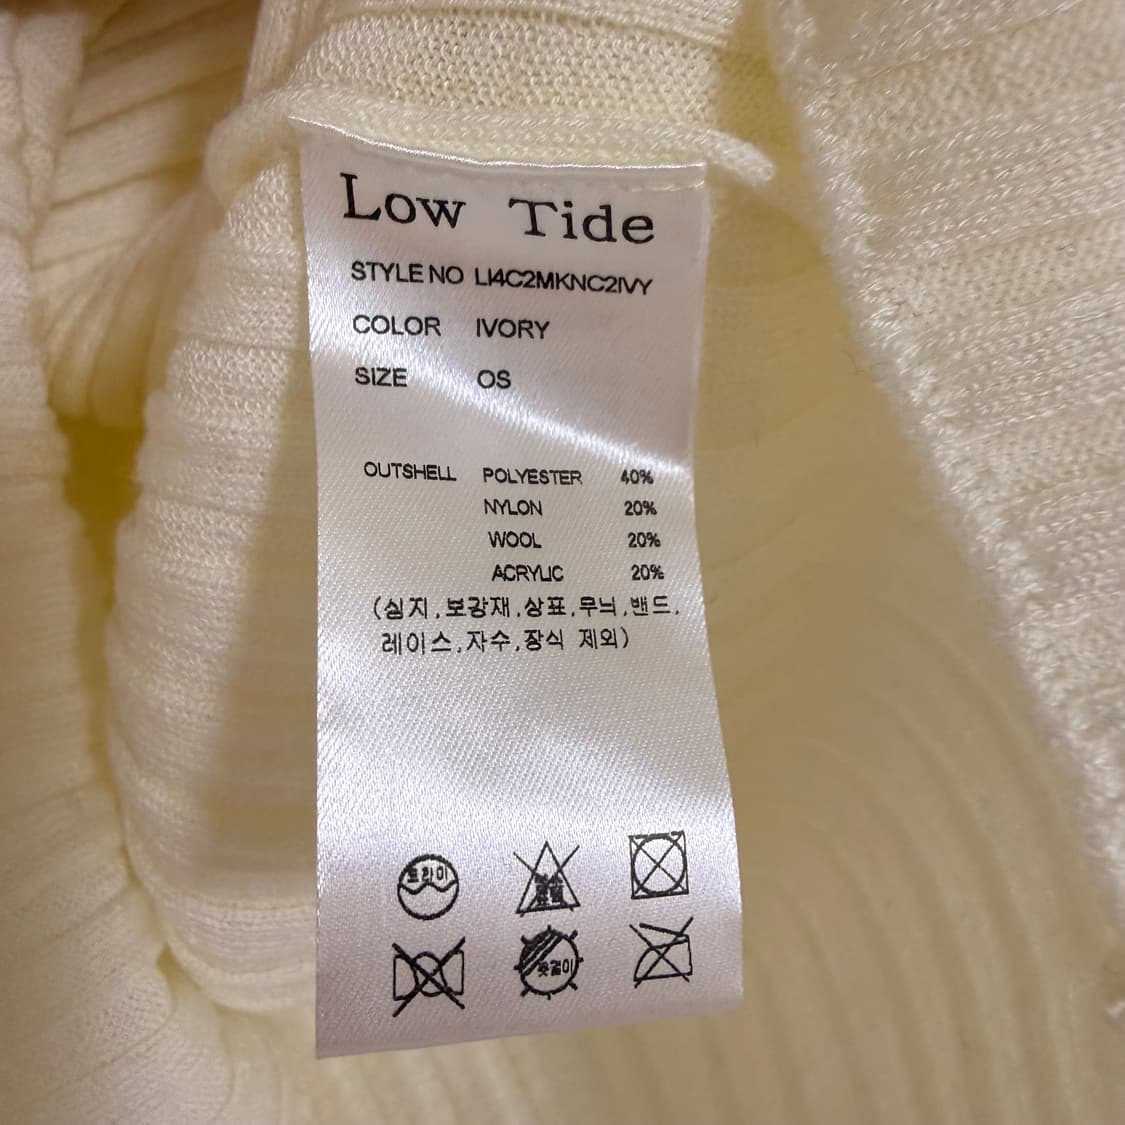 Low Tide
STYLE NO LI4C2MKNC2IVY
COLOR IVORY
SIZE OS
OUTSHELL POLYESTER 40%
NYLON 20%
WOOL 20%
ACRYLIC 20%
(심지,보강재,상표,무늬,밴드,
레이스,자수,장식 제외)
드라이
옷걸이